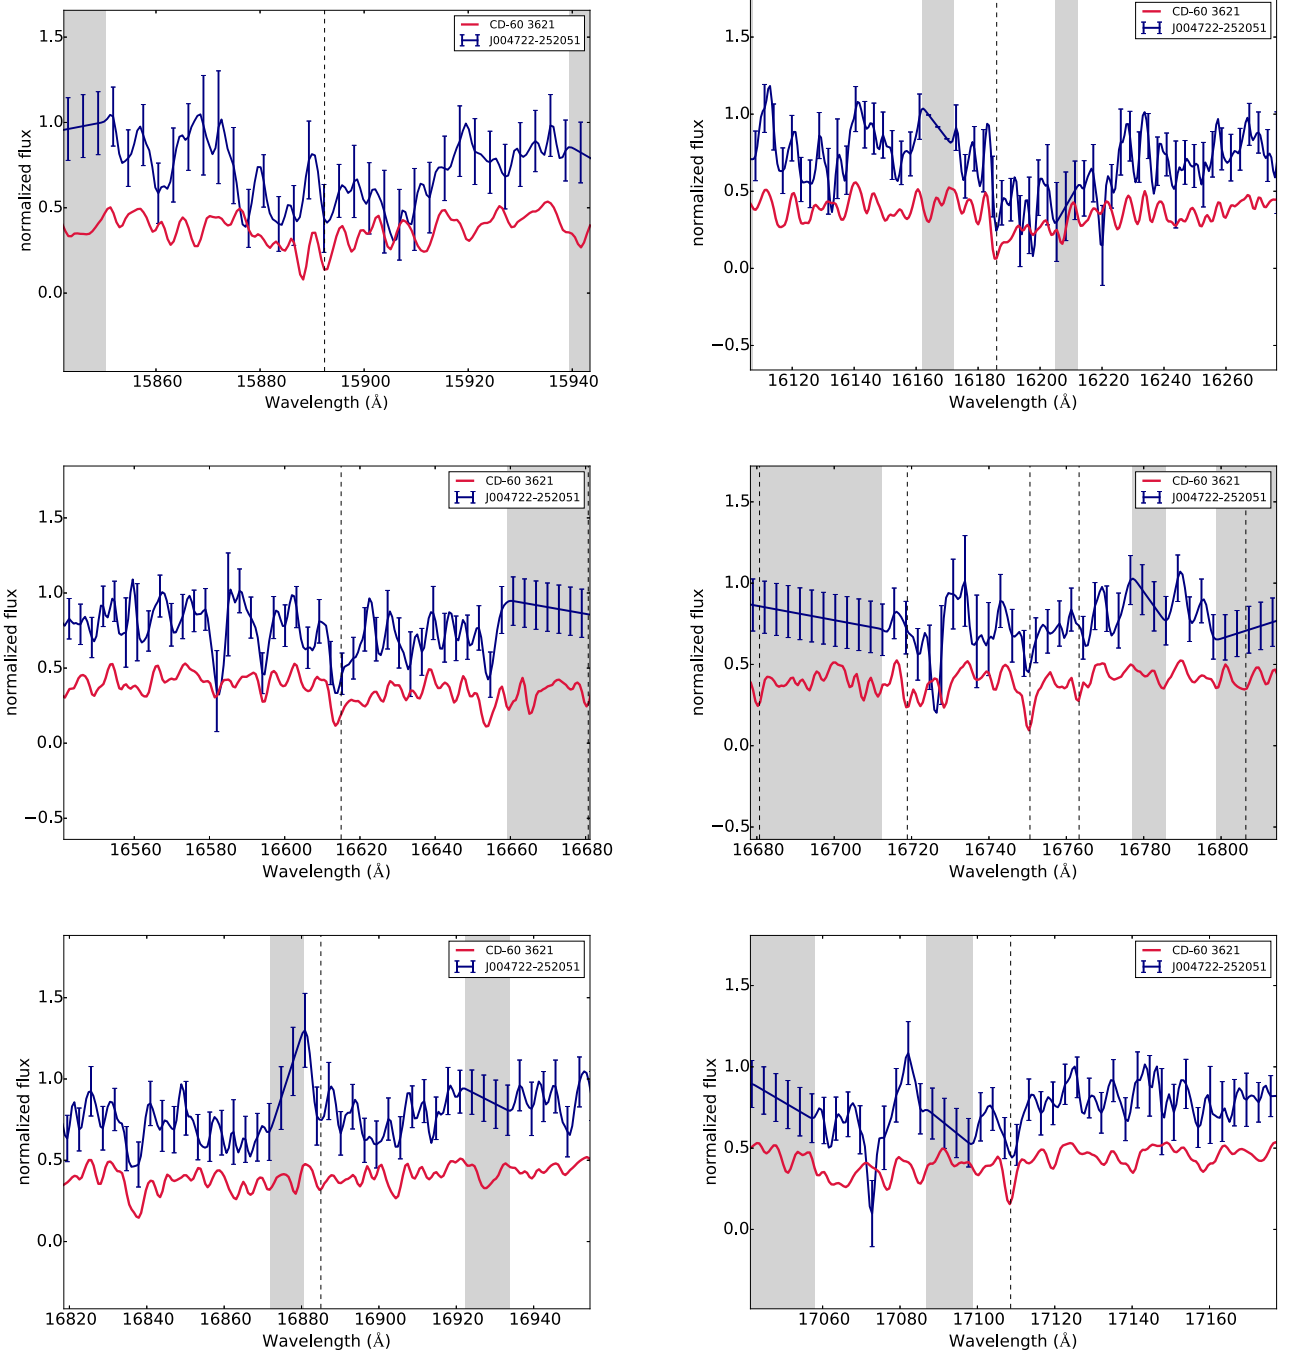 CD-60 3621
J004722-252051
1.5
1.0
0.5
0.0
normalized flux
15860 15880 15900 15920 15940
Wavelength (Å)
CD-60 3621
J004722-252051
1.5
1.0
0.5
0.0
−0.5
normalized flux
16120 16140 16160 16180 16200 16220 16240 16260
Wavelength (Å)
CD-60 3621
J004722-252051
1.5
1.0
0.5
0.0
−0.5
normalized flux
16560 16580 16600 16620 16640 16660 16680
Wavelength (Å)
CD-60 3621
J004722-252051
1.5
1.0
0.5
0.0
−0.5
normalized flux
16680 16700 16720 16740 16760 16780 16800
Wavelength (Å)
CD-60 3621
J004722-252051
1.5
1.0
0.5
0.0
normalized flux
16820 16840 16860 16880 16900 16920 16940
Wavelength (Å)
CD-60 3621
J004722-252051
1.5
1.0
0.5
0.0
normalized flux
17060 17080 17100 17120 17140 17160
Wavelength (Å)